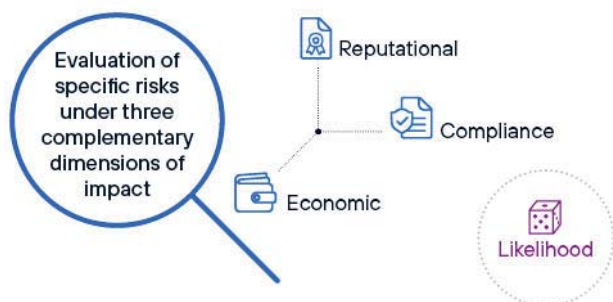 Evaluation of
specific risks
under three
complementary
dimensions of
impact
Reputational
Compliance
Economic
Likelihood